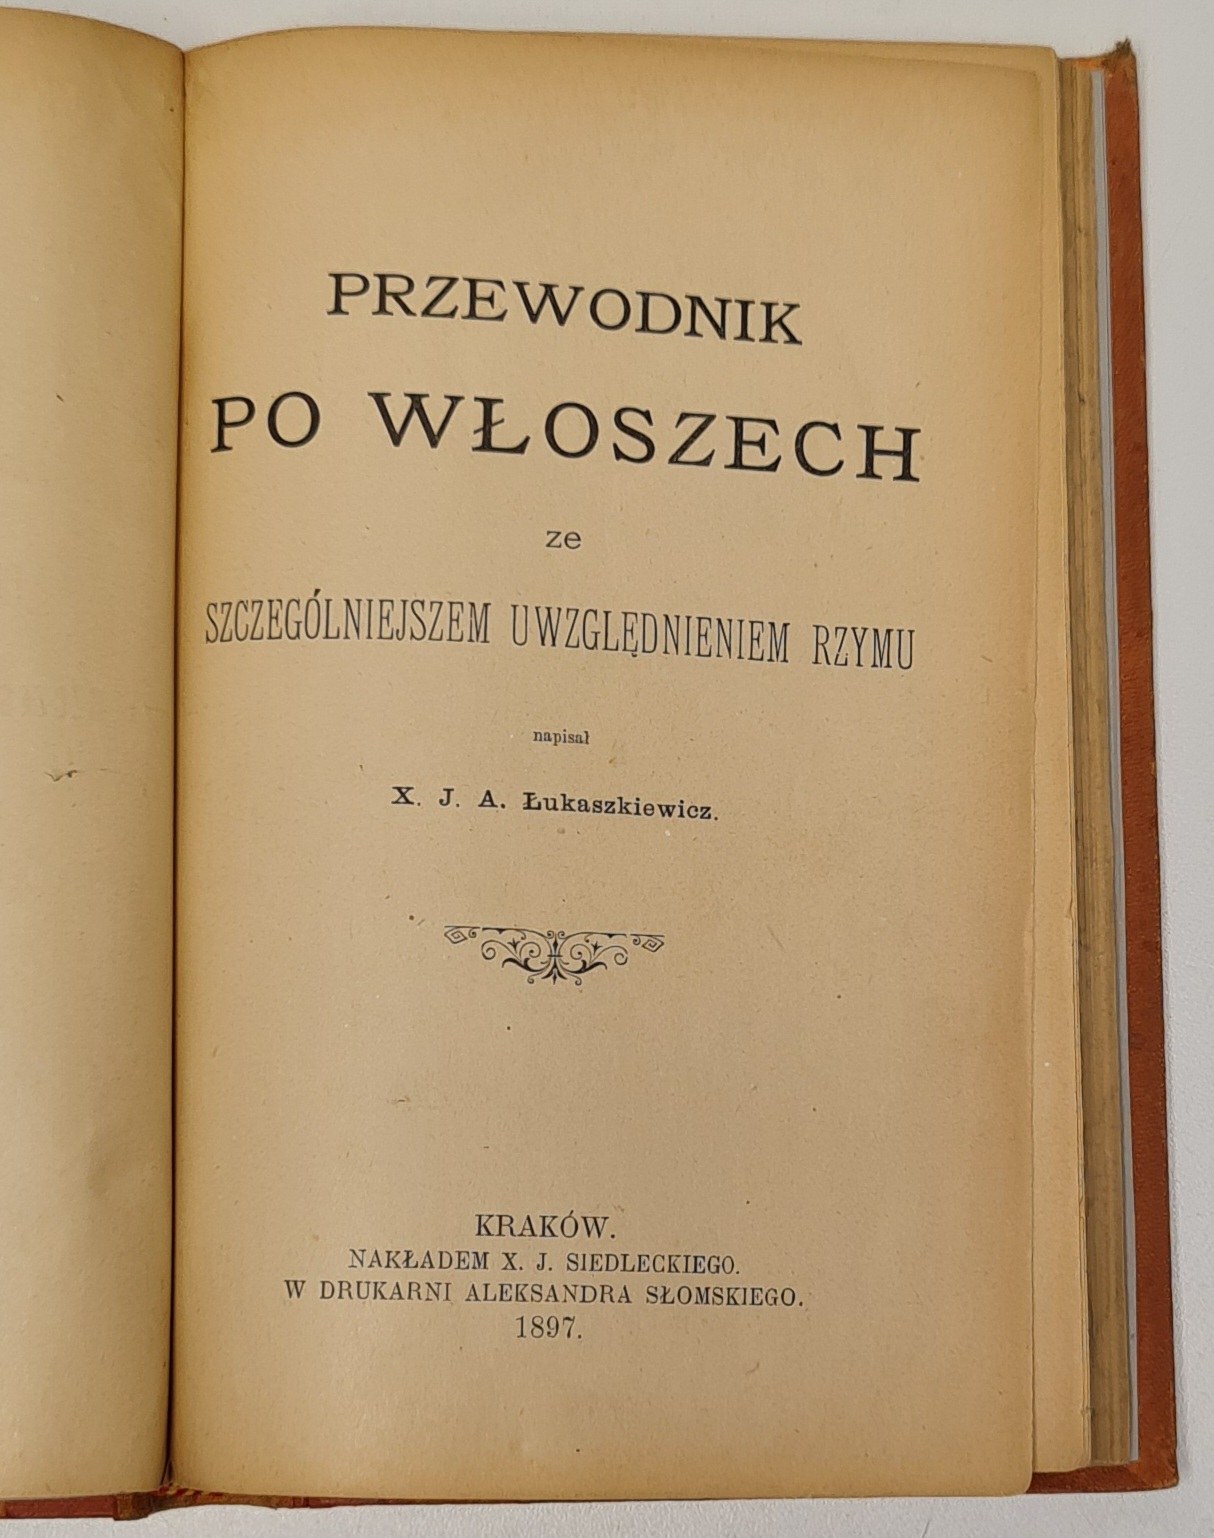 PRZEWODNIK
PO WŁOSZECH
ze
SZCZEGÓLNIEJSZEM UWZGLĘDNIENIEM RZYMU
napisał
X. J. A. Łukaszkiewicz.
KRAKÓW.
NAKŁADEM X. J. SIEDLECKIEGO.
W DRUKARNI ALEKSANDRA SŁOMSKIEGO.
1897.